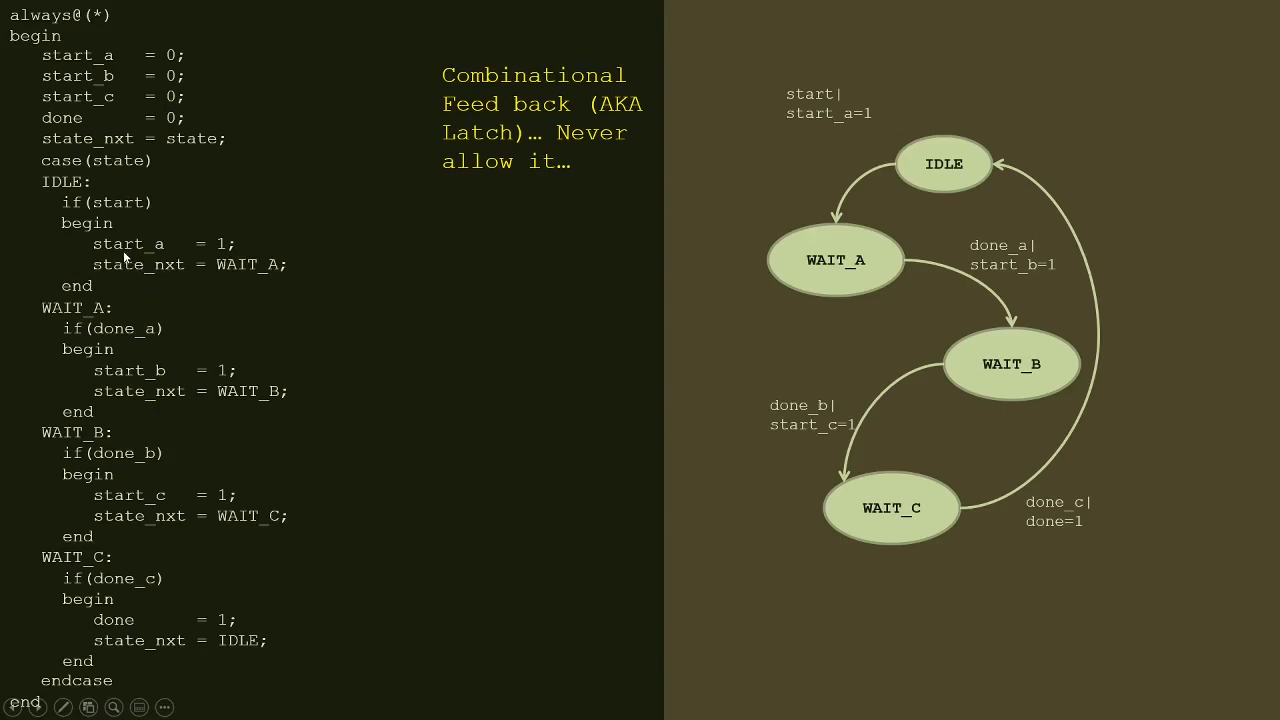 always@(*)
begin
start_a = 0;
start_b = 0;
start_c = 0;
done = 0;
state_nxt = state;
case(state)
IDLE:
if(start)
begin
start_a = 1;
state_nxt = WAIT_A;
end
WAIT_A:
if(done_a)
begin
start_b = 1;
state_nxt = WAIT_B;
end
WAIT_B:
if(done_b)
begin
start_c = 1;
state_nxt = WAIT_C;
end
WAIT_C:
if(done_c)
begin
done = 1;
state_nxt = IDLE;
end
endcase
end
Combinational
Feed back (AKA
Latch)… Never
allow it…
start|
start_a=1
IDLE
WAIT_A
done_a|
start_b=1
WAIT_B
done_b|
start_c=1
WAIT_C
done_c|
done=1